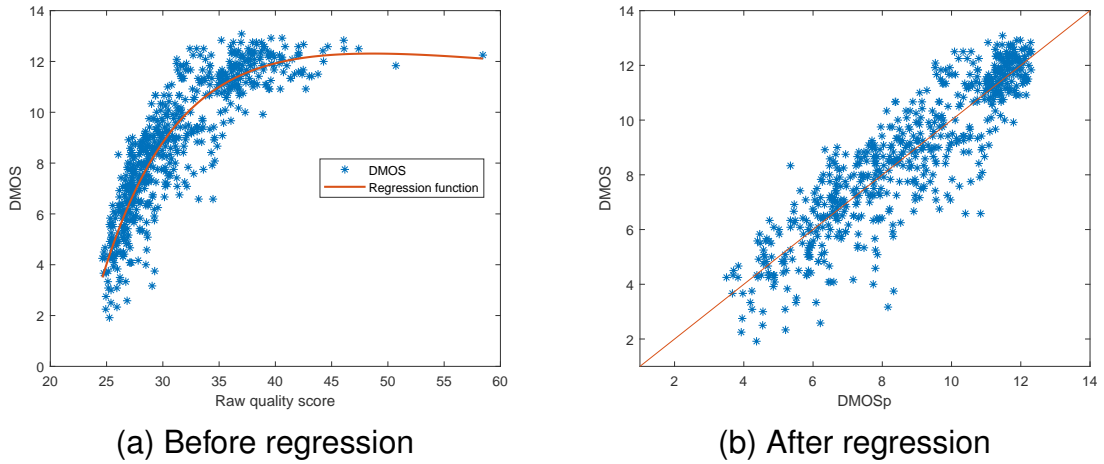 14
12
10
8
6
4
2
0
DMOS
20 25 30 35 40 45 50 55 60
Raw quality score
DMOS
Regression function
(a) Before regression
14
12
10
8
6
4
2
DMOS
2 4 6 8 10 12 14
DMOSp
(b) After regression